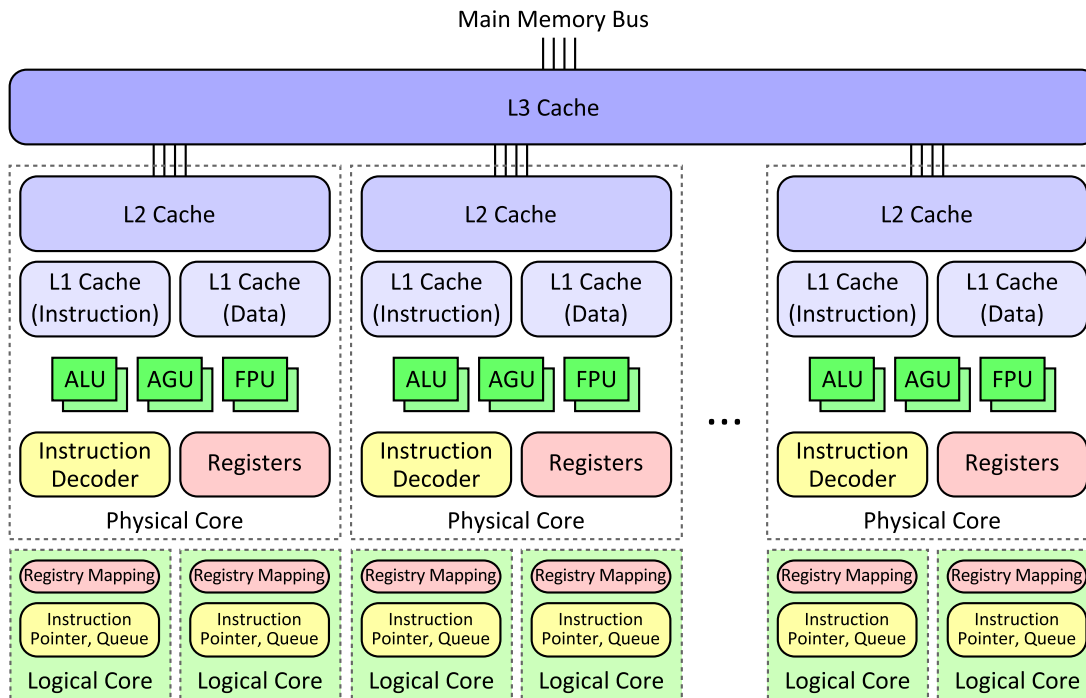 Main Memory Bus
L3 Cache
L2 Cache
L2 Cache
L2 Cache
L1 Cache
(Instruction)
L1 Cache
(Data)
L1 Cache
(Instruction)
L1 Cache
(Data)
L1 Cache
(Instruction)
L1 Cache
(Data)
ALU
AGU
FPU
ALU
AGU
FPU
ALU
AGU
FPU
...
Instruction
Decoder
Registers
Instruction
Decoder
Registers
Instruction
Decoder
Registers
Physical Core
Physical Core
Physical Core
Registry Mapping
Registry Mapping
Registry Mapping
Registry Mapping
Registry Mapping
Registry Mapping
Instruction
Pointer, Queue
Instruction
Pointer, Queue
Instruction
Pointer, Queue
Instruction
Pointer, Queue
Instruction
Pointer, Queue
Instruction
Pointer, Queue
Logical Core
Logical Core
Logical Core
Logical Core
Logical Core
Logical Core